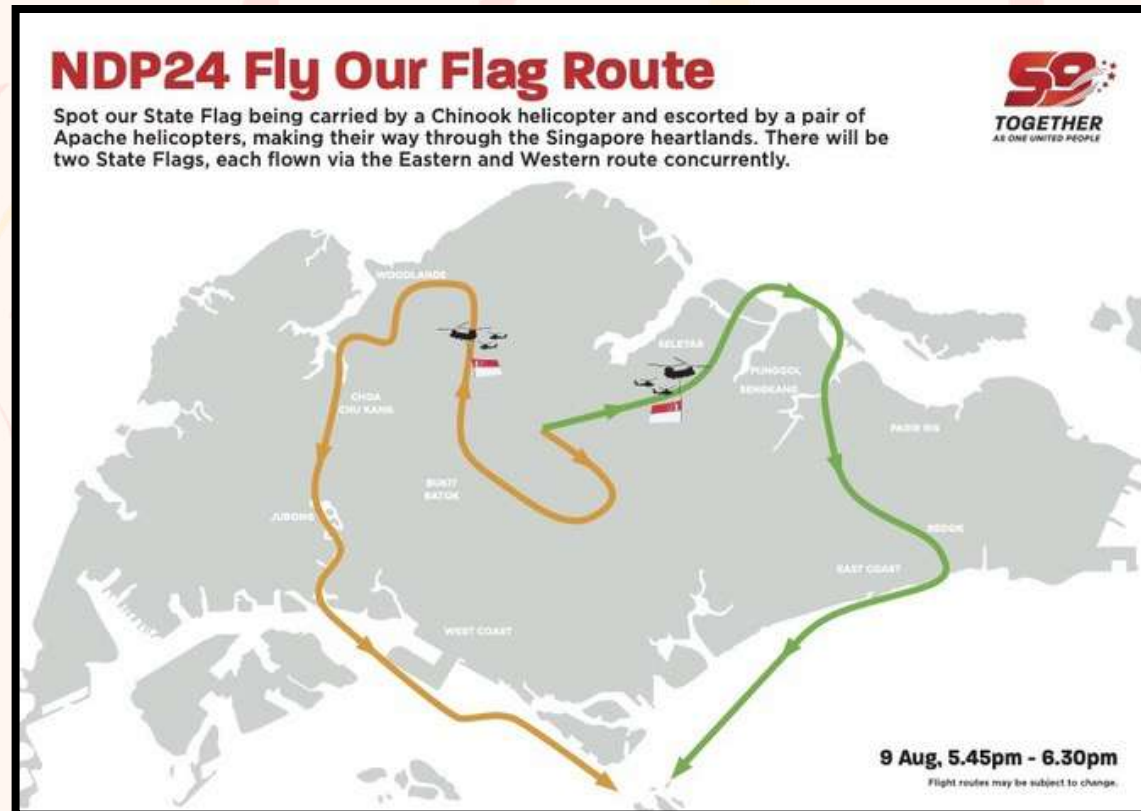 NDP24 Fly Our Flag Route
Spot our State Flag being carried by a Chinook helicopter and escorted by a pair of
Apache helicopters, making their way through the Singapore heartlands. There will be
two State Flags, each flown via the Eastern and Western route concurrently.
S9
TOGETHER
AS ONE UNITED PEOPLE
WOODLANDS
SELETAR
PUNGGOL
SENGKANG
CHOA
CHU KANG
PASIR RIS
BUKIT
BATOK
JURONG
BEDOK
EAST COAST
WEST COAST
9 Aug, 5.45pm - 6.30pm
Flight routes may be subject to change.